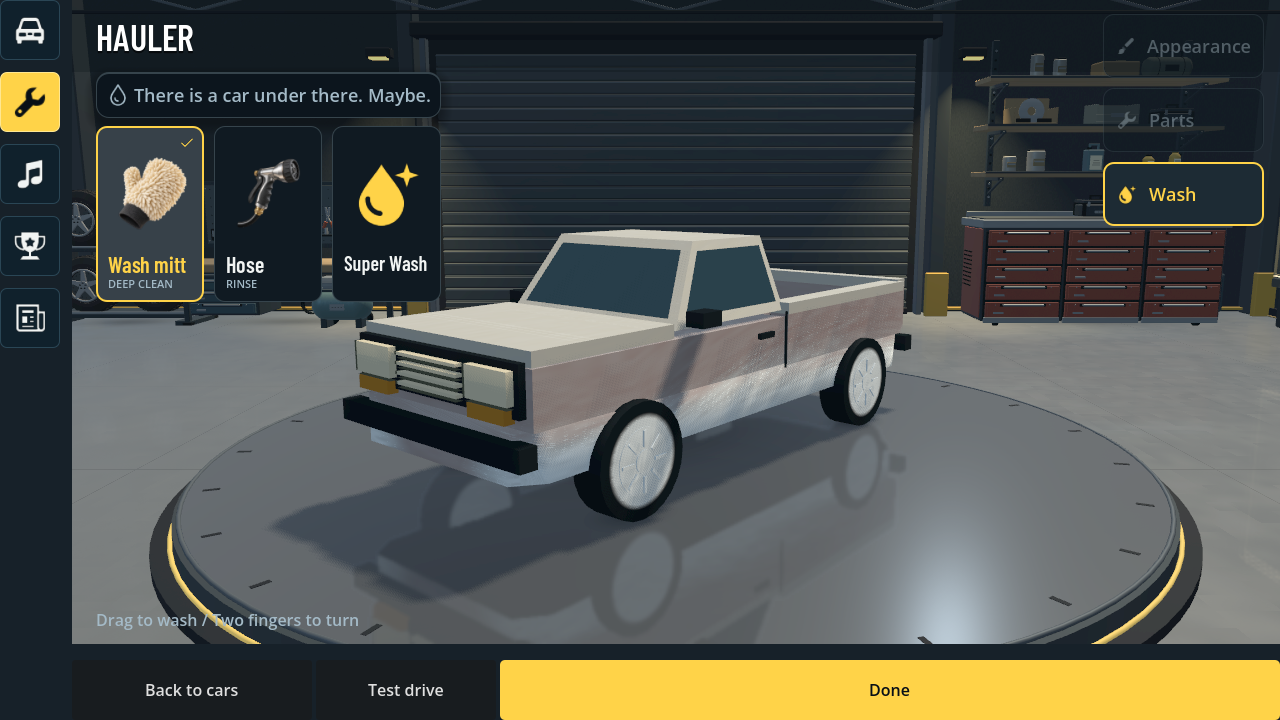 HAULER
There is a car under there. Maybe.
Wash mitt
DEEP CLEAN
Hose
RINSE
Super Wash
Appearance
Parts
Wash
Drag to wash / Two fingers to turn
Back to cars
Test drive
Done